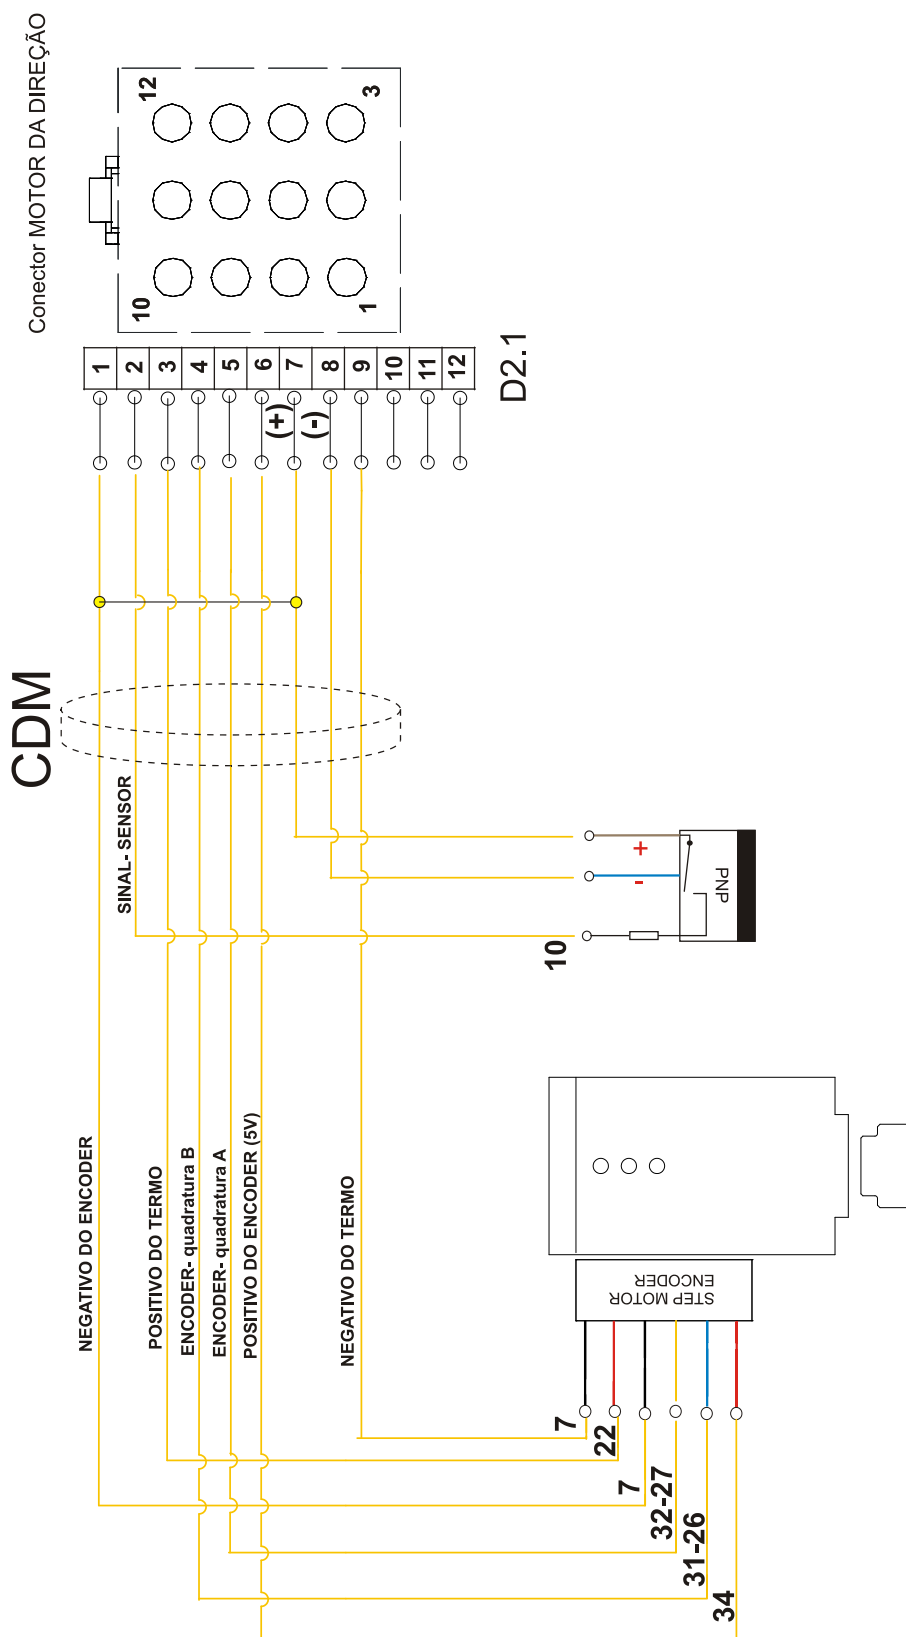 Conector MOTOR DA DIREÇÃO
12
3
10
1
1
2
3
4
5
6
7
8
9
10
11
12
(+)
(-)
D2.1
CDM
SINAL- SENSOR
+
-
PNP
10
NEGATIVO DO ENCODER
POSITIVO DO TERMO
ENCODER- quadratura B
ENCODER- quadratura A
POSITIVO DO ENCODER (5V)
NEGATIVO DO TERMO
STEP MOTOR
ENCODER
7
22
7
32-27
31-26
34